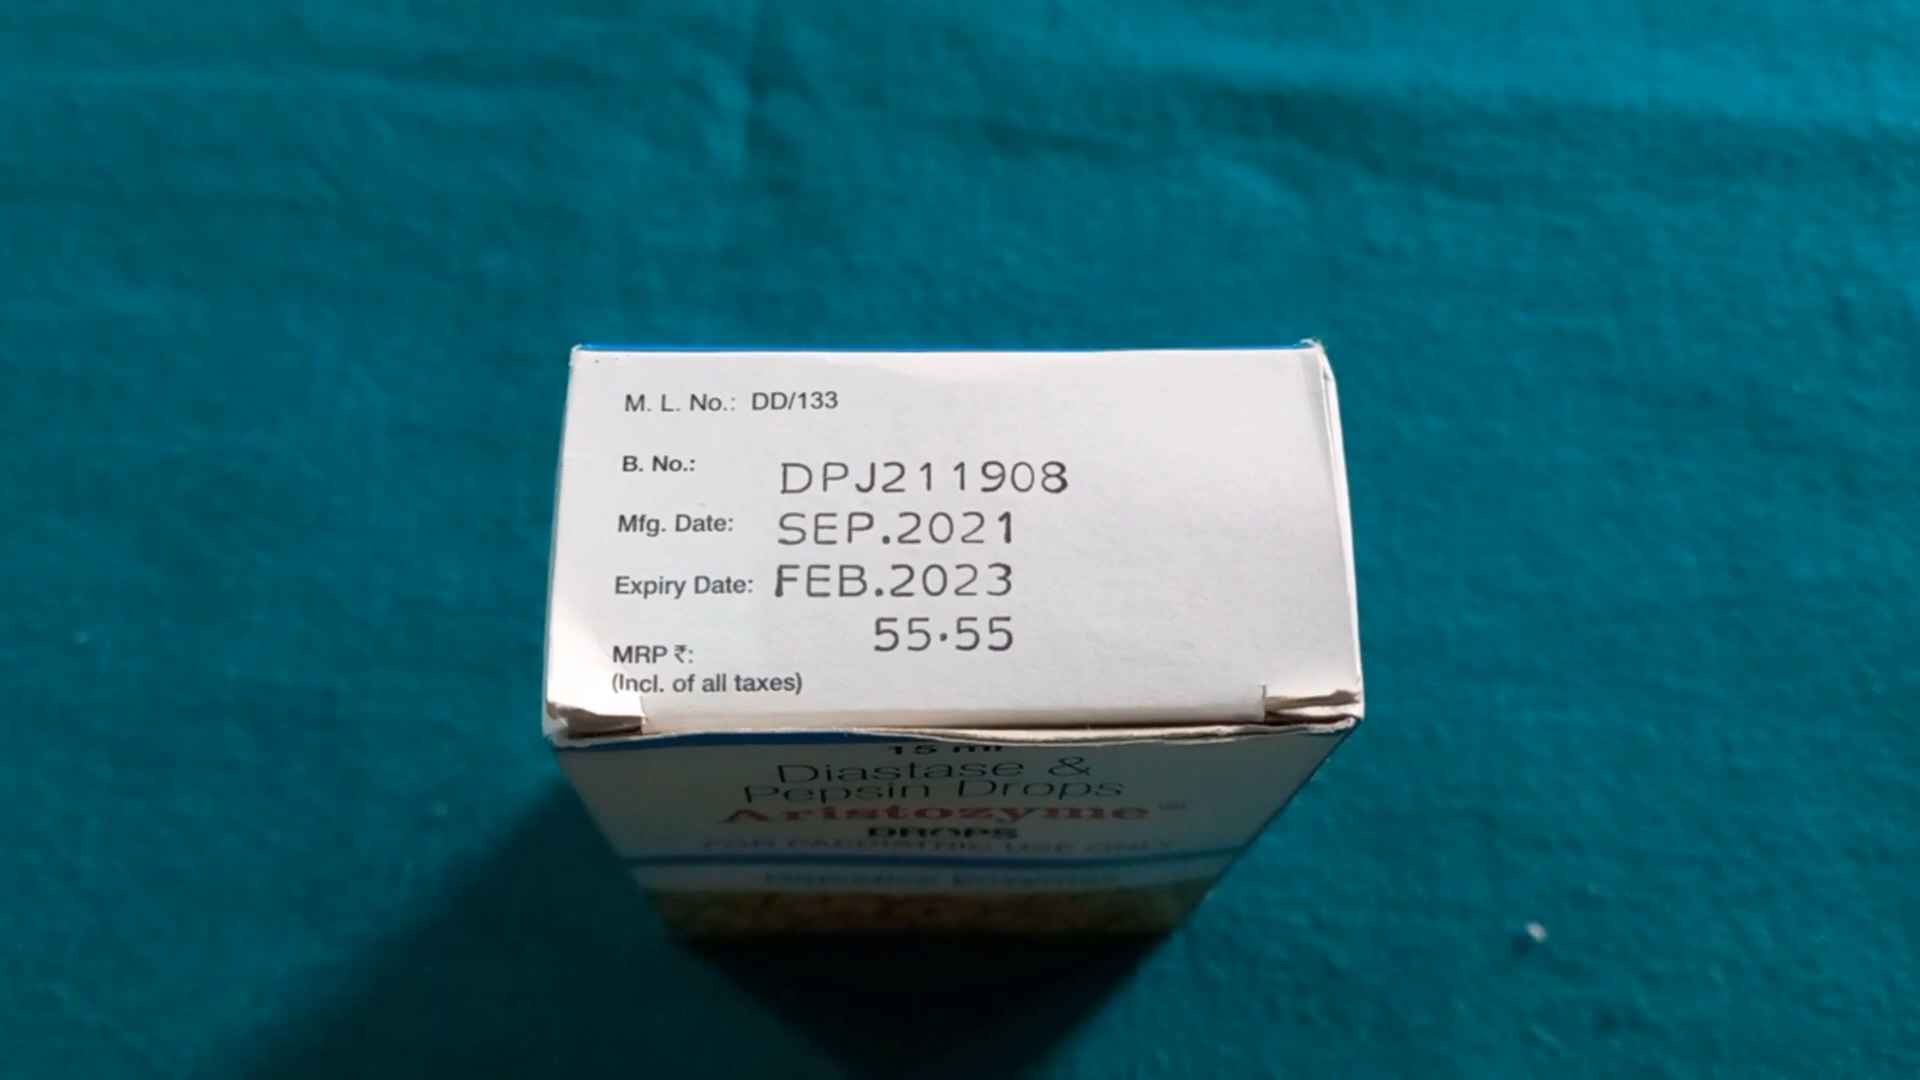 M. L. No.: DD/133
B. No.: DPJ211908
Mfg. Date: SEP.2021
Expiry Date: FEB.2023
MRP ₹: 55.55
(Incl. of all taxes)
15 ml
Diastase &
Pepsin Drops
Aristozyme
DROPS
FOR PAEDIATRIC USE ONLY
Digestive Enzymes